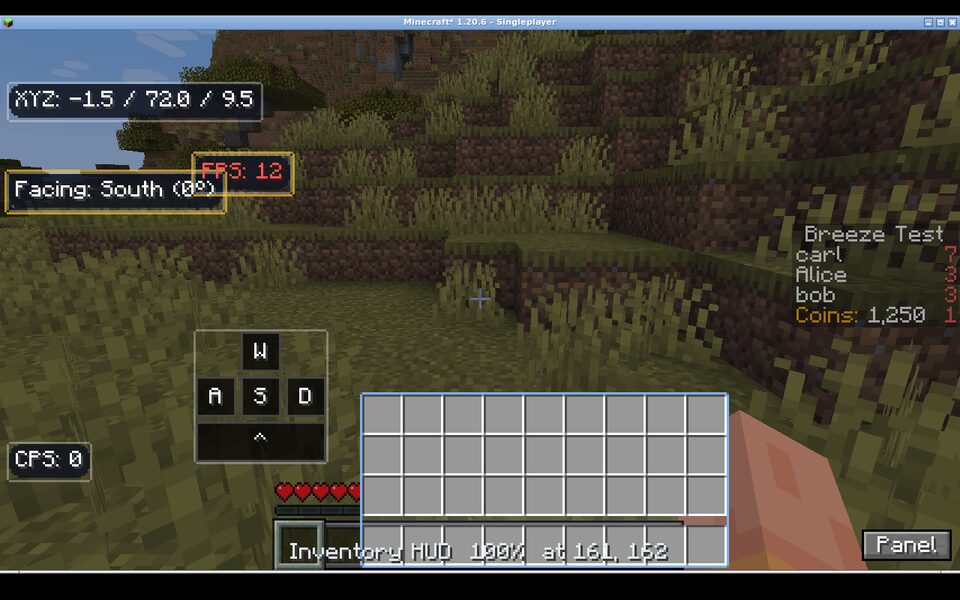 Minecraft* 1.20.6 - Singleplayer
XYZ: -1.5 / 72.0 / 9.5
FPS: 12
Facing: South (0°)
Breeze Test
carl 7
Alice 3
bob 3
Coins: 1,250 1
W
A S D
^
CPS: 0
Inventory HUD 100% at 161, 162
Panel